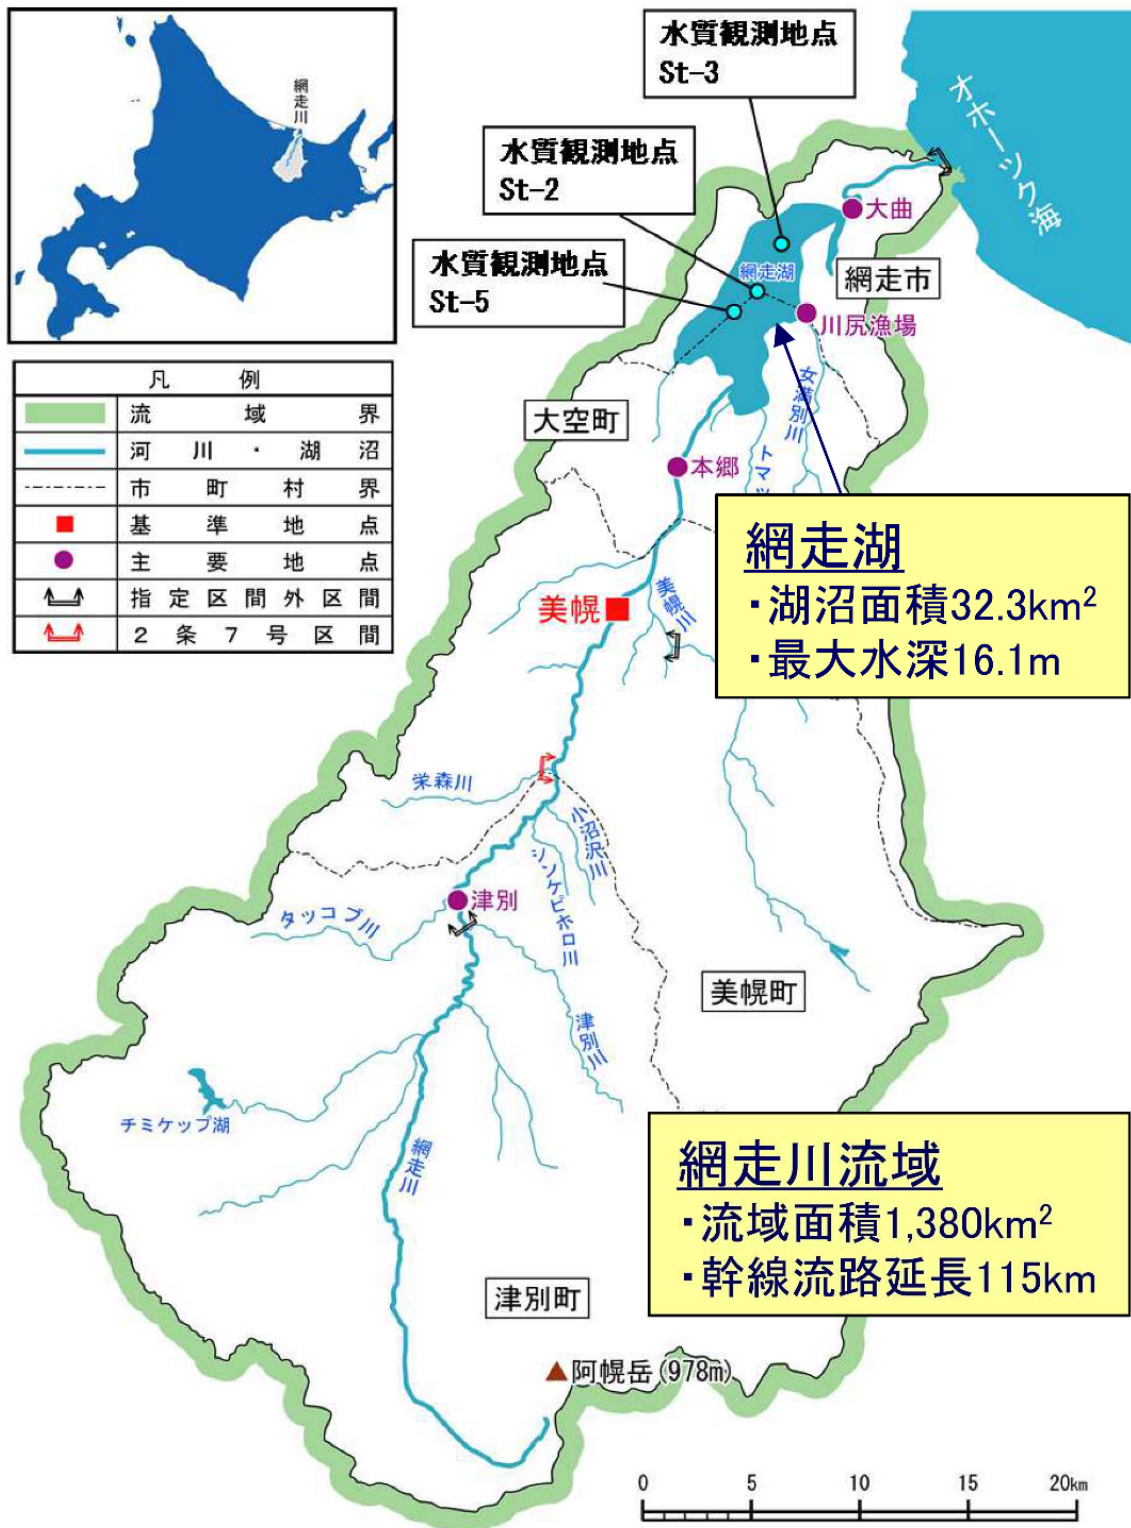 網走川
水質観測地点
St-3
水質観測地点
St-2
水質観測地点
St-5
オホーツク海
大曲
網走市
網走湖
川尻漁場
凡 例
流 域 界
河 川 ・ 湖 沼
市 町 村 界
基 準 地 点
主 要 地 点
指 定 区 間 外 区 間
2 条 7 号 区 間
大空町
女満別川
本郷
トマッ
網走湖
・湖沼面積32.3km²
・最大水深16.1m
美幌
美幌川
栄森川
小沼沢川
シンケピホロ川
津別
タッコブ川
美幌町
津別川
チミケップ湖
網走川
網走川流域
・流域面積1,380km²
・幹線流路延長115km
津別町
阿幌岳(978m)
0 5 10 15 20km